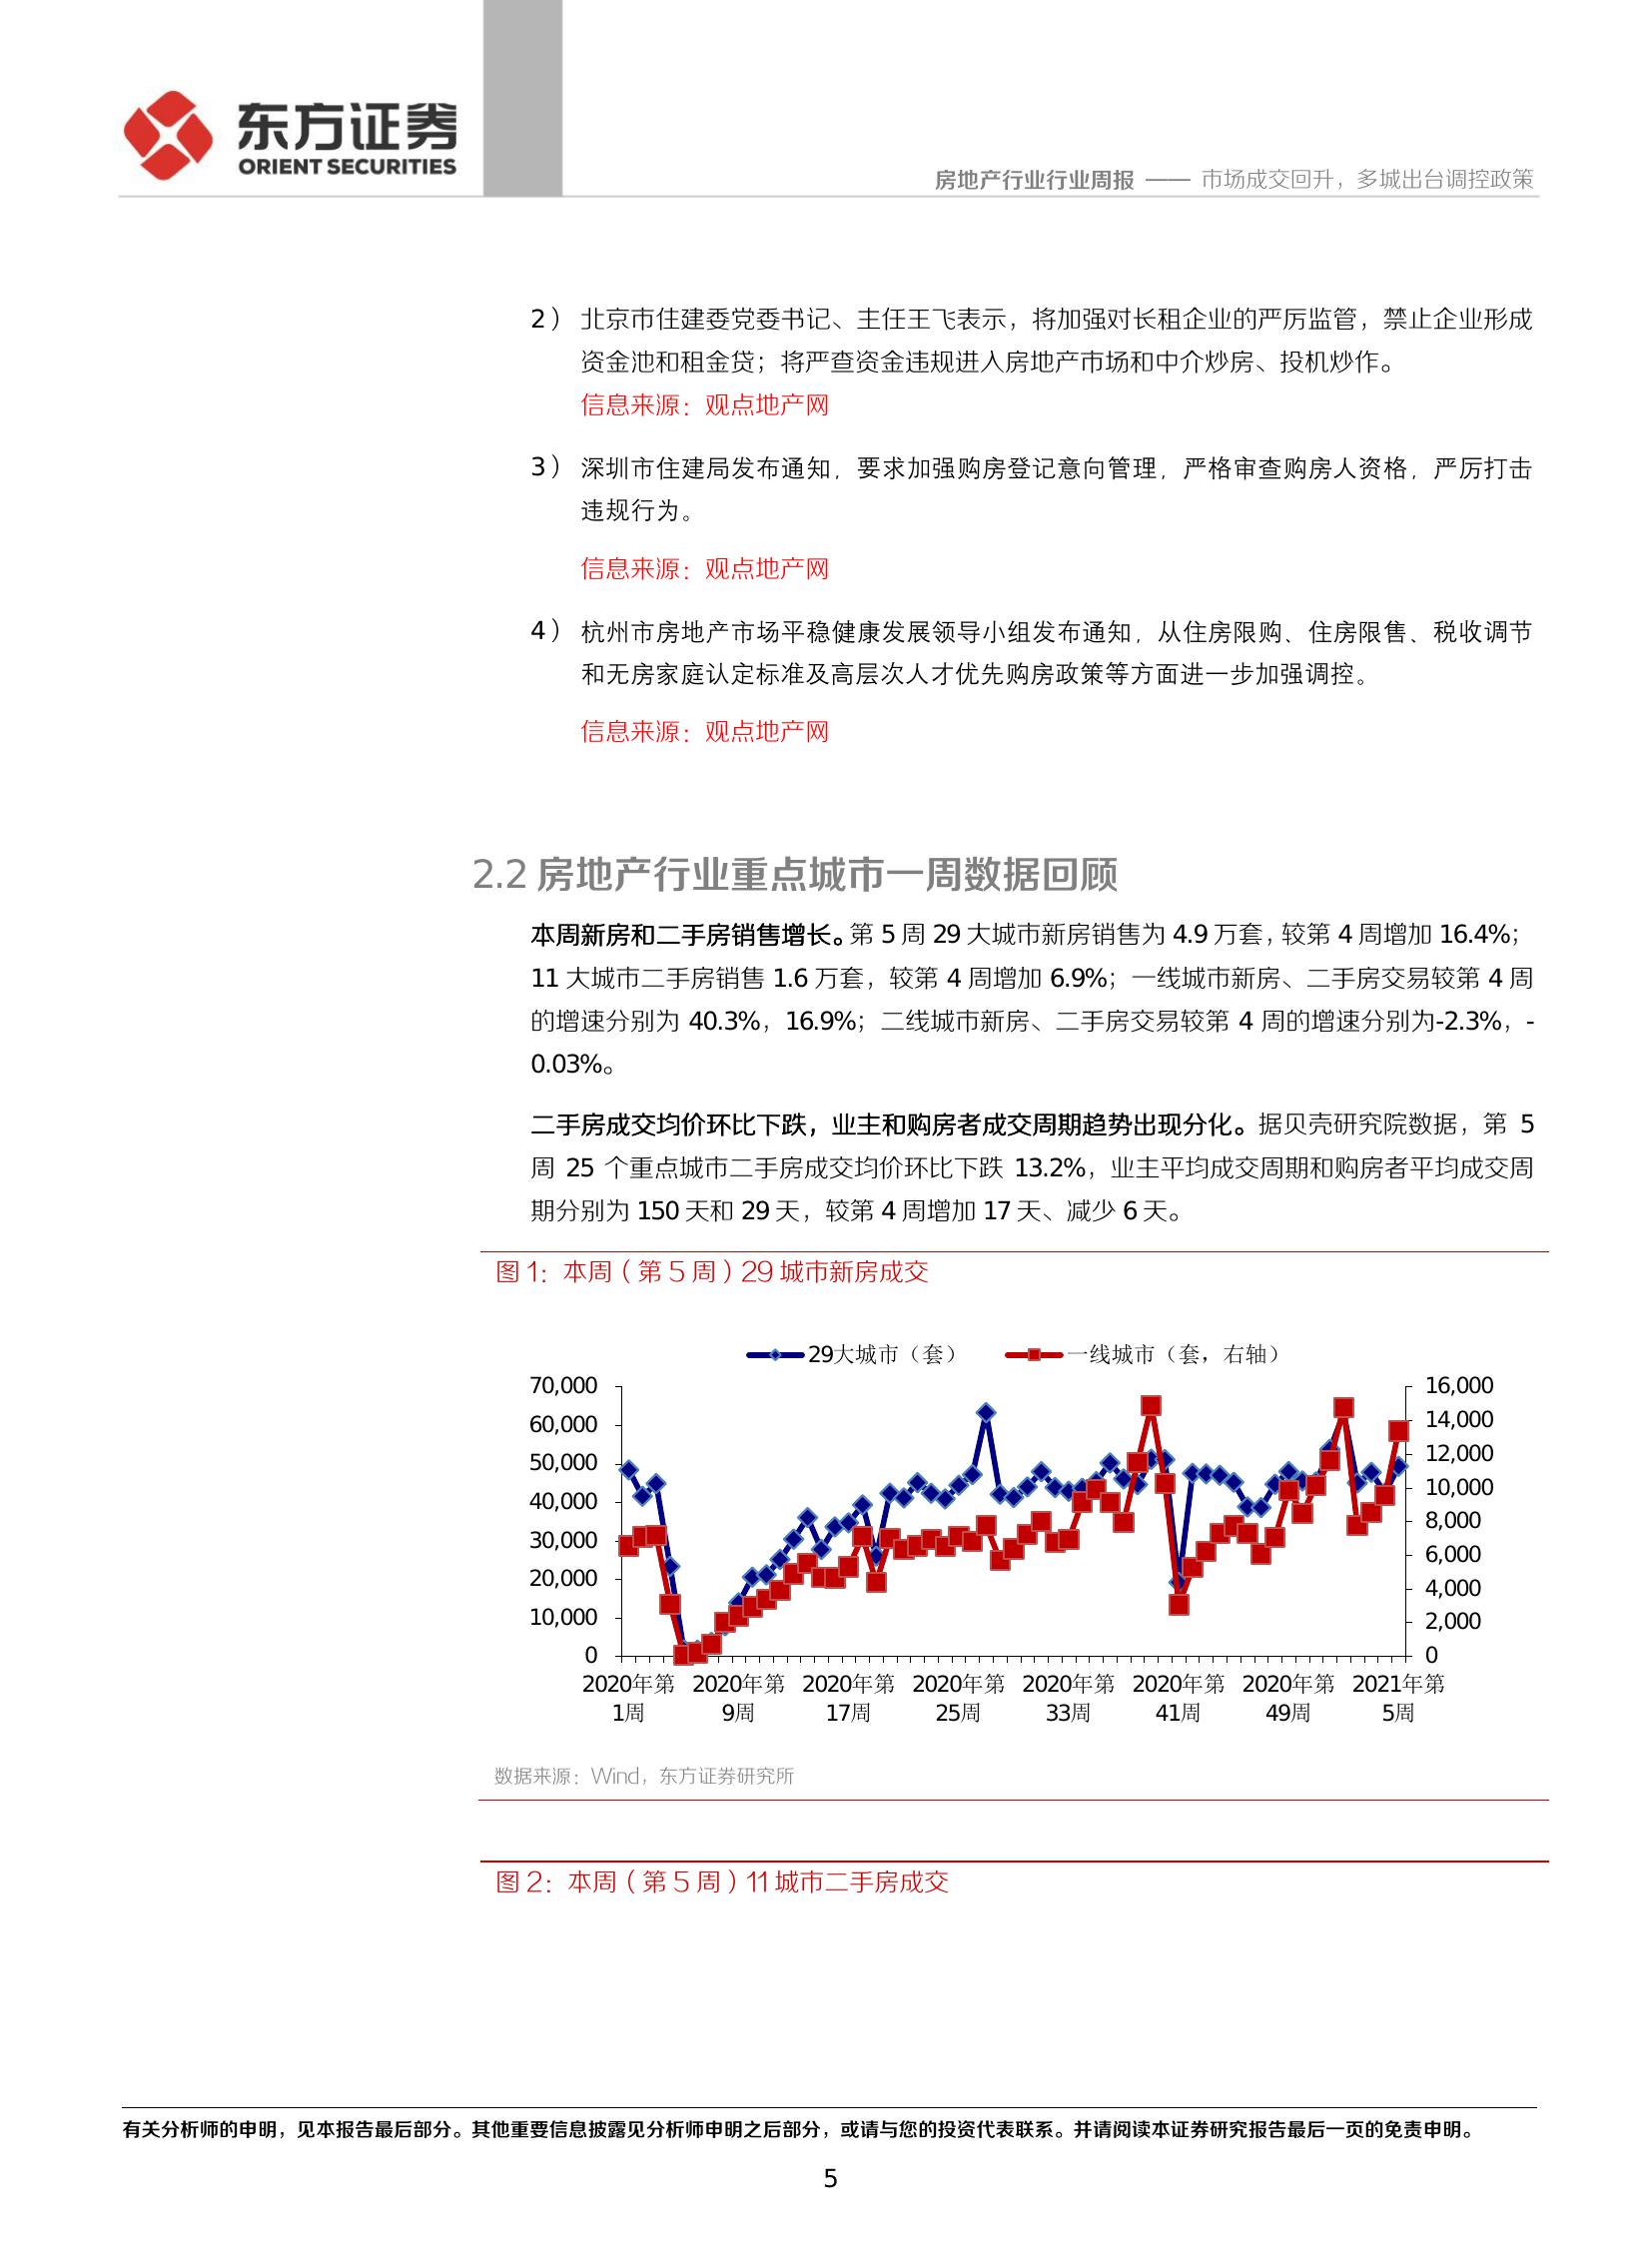 东方证券
ORIENT SECURITIES
房地产行业行业周报 —— 市场成交回升，多城出台调控政策
2） 北京市住建委党委书记、主任王飞表示，将加强对长租企业的严厉监管，禁止企业形成
资金池和租金贷；将严查资金违规进入房地产市场和中介炒房、投机炒作。
信息来源：观点地产网
3） 深圳市住建局发布通知，要求加强购房登记意向管理，严格审查购房人资格，严厉打击
违规行为。
信息来源：观点地产网
4） 杭州市房地产市场平稳健康发展领导小组发布通知，从住房限购、住房限售、税收调节
和无房家庭认定标准及高层次人才优先购房政策等方面进一步加强调控。
信息来源：观点地产网
2.2 房地产行业重点城市一周数据回顾
本周新房和二手房销售增长。第 5 周 29 大城市新房销售为 4.9 万套，较第 4 周增加 16.4%；
11 大城市二手房销售 1.6 万套，较第 4 周增加 6.9%；一线城市新房、二手房交易较第 4 周
的增速分别为 40.3%，16.9%；二线城市新房、二手房交易较第 4 周的增速分别为-2.3%，-
0.03%。
二手房成交均价环比下跌，业主和购房者成交周期趋势出现分化。据贝壳研究院数据，第 5
周 25 个重点城市二手房成交均价环比下跌 13.2%，业主平均成交周期和购房者平均成交周
期分别为 150 天和 29 天，较第 4 周增加 17 天、减少 6 天。
图 1：本周（第 5 周）29 城市新房成交
29大城市（套） 一线城市（套，右轴）
70,000 16,000
60,000 14,000
50,000 12,000
40,000 10,000
30,000 8,000
20,000 6,000
10,000 4,000
0 2,000
0
2020年第 2020年第 2020年第 2020年第 2020年第 2020年第 2020年第 2021年第
1周 9周 17周 25周 33周 41周 49周 5周
数据来源：Wind，东方证券研究所
图 2：本周（第 5 周）11 城市二手房成交
有关分析师的申明，见本报告最后部分。其他重要信息披露见分析师申明之后部分，或请与您的投资代表联系。并请阅读本证券研究报告最后一页的免责申明。
5